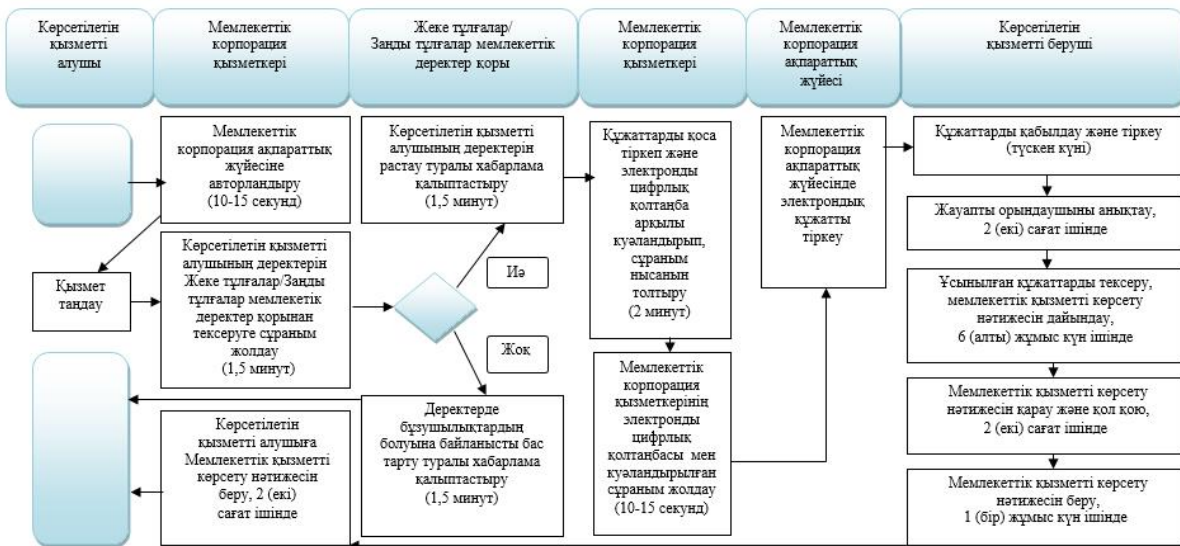 Көрсетілетін
қызметті
алушы
Мемлекеттік
корпорация
қызметкері
Жеке тұлғалар/
Заңды тұлғалар мемлекеттік
деректер қоры
Мемлекеттік
корпорация
қызметкері
Мемлекеттік
корпорация
ақпараттық
жүйесі
Көрсетілетін
қызметті беруші
Мемлекеттік
корпорация ақпараттық
жүйесіне
авторландыру
(10-15 секунд)
Көрсетілетін қызметті
алушының деректерін
растау туралы хабарлама
қалыптастыру
(1,5 минут)
Құжаттарды қоса
тіркеп және
электронды
цифрлық
қолтаңба
арқылы
куәландырып,
сұраным
нысанын
толтыру
(2 минут)
Мемлекеттік
корпорация
ақпараттық
жүйесінде
электрондық
құжатты
тіркеу
Құжаттарды қабылдау және тіркеу
(түскен күні)
Жауапты орындаушыны анықтау,
2 (екі) сағат ішінде
Қызмет
таңдау
Көрсетілетін қызметті
алушының деректерін
Жеке тұлғалар/Заңды
тұлғалар мемлекетік
деректер қорынан
тексеруге сұраным
жолдау
(1,5 минут)
Иә
Жоқ
Ұсынылған құжаттарды тексеру,
мемлекеттік қызметті көрсету
нәтижесін дайындау,
6 (алты) жұмыс күн ішінде
Мемлекеттік
корпорация
қызметкерінің
электронды
цифрлық
қолтаңбасы мен
куәландырылған
сұраным жолдау
(10-15 секунд)
Мемлекеттік қызметті көрсету
нәтижесін қарау және қол қою,
2 (екі) сағат ішінде
Көрсетілетін
қызметті алушыға
Мемлекеттік қызметті
көрсету нәтижесін
беру, 2 (екі)
сағат ішінде
Деректерде
бұзушылықтардың
болуына байланысты бас
тарту туралы хабарлама
қалыптастыру
(1,5 минут)
Мемлекеттік қызметті көрсету
нәтижесін беру,
1 (бір) жұмыс күн ішінде